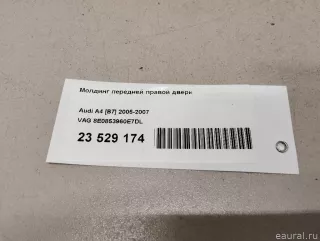 Молдинг передней правой двери
Audi A4 [B7] 2005-2007
VAG 8E0853960E7DL
23 529 174
© eaural.ru